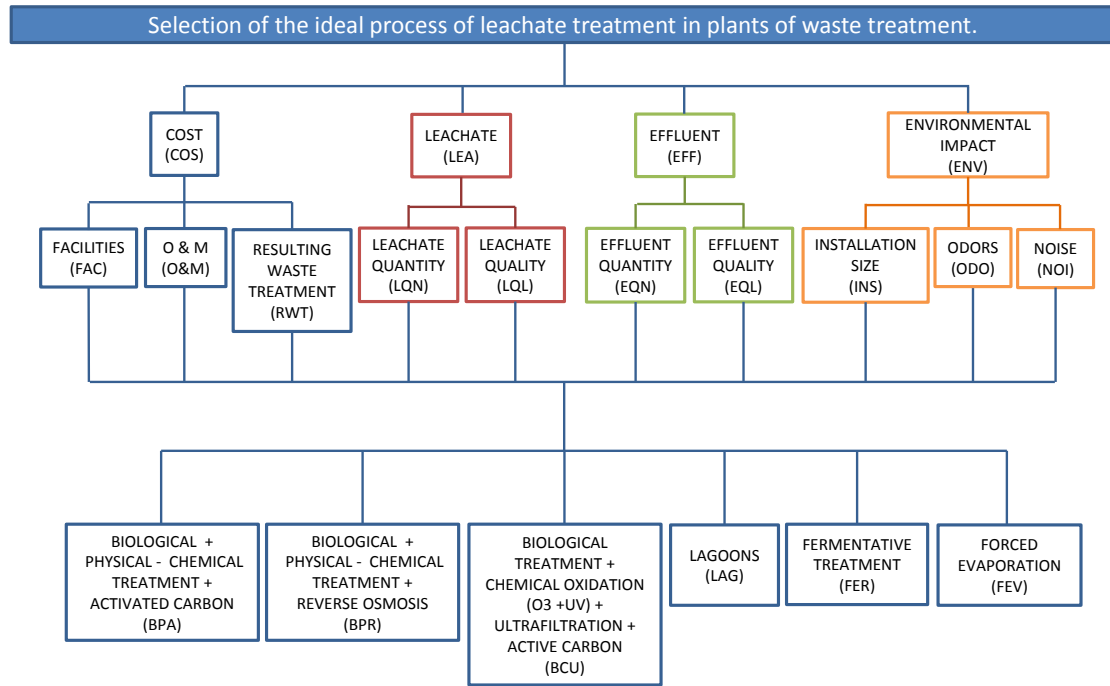 Selection of the ideal process of leachate treatment in plants of waste treatment.
COST
(COS)
LEACHATE
(LEA)
EFFLUENT
(EFF)
ENVIRONMENTAL
IMPACT
(ENV)
FACILITIES
(FAC)
O & M
(O&M)
RESULTING
WASTE
TREATMENT
(RWT)
LEACHATE
QUANTITY
(LQN)
LEACHATE
QUALITY
(LQL)
EFFLUENT
QUANTITY
(EQN)
EFFLUENT
QUALITY
(EQL)
INSTALLATION
SIZE
(INS)
ODORS
(ODO)
NOISE
(NOI)
BIOLOGICAL +
PHYSICAL - CHEMICAL
TREATMENT +
ACTIVATED CARBON
(BPA)
BIOLOGICAL +
PHYSICAL - CHEMICAL
TREATMENT +
REVERSE OSMOSIS
(BPR)
BIOLOGICAL
TREATMENT +
CHEMICAL OXIDATION
(O3 +UV) +
ULTRAFILTRATION +
ACTIVE CARBON
(BCU)
LAGOONS
(LAG)
FERMENTATIVE
TREATMENT
(FER)
FORCED
EVAPORATION
(FEV)